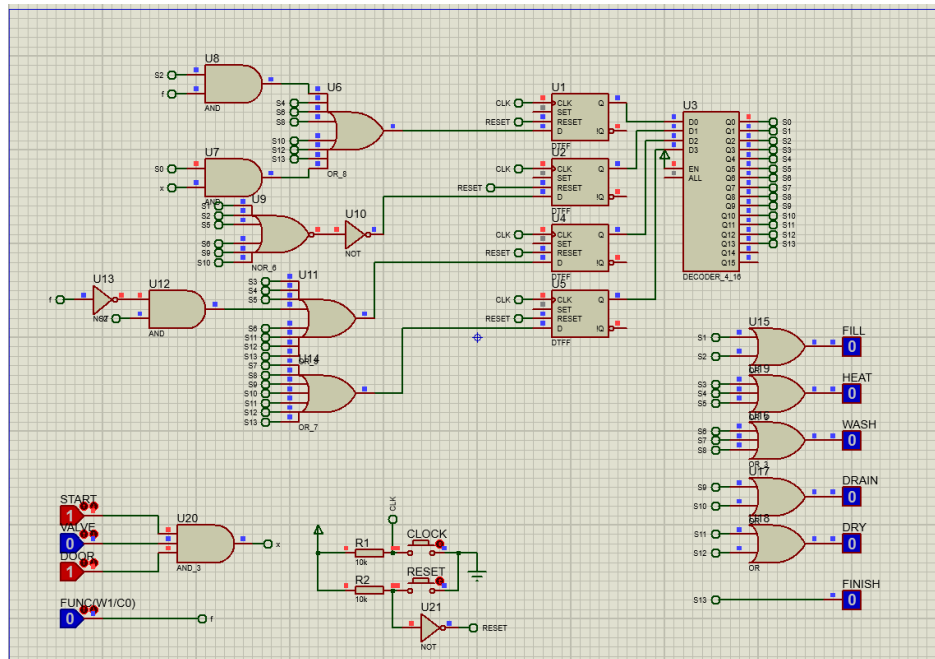 U8
S2
f
AND
U6
S4
S6
S8
S10
S12
S13
OR_8
U7
S0
x
U9
S2
S5
S6
S9
S10
NOR_6
U10
NOT
U13
f
U12
AND
U11
S3
S4
S5
S6
S11
S12
S13
U14
S7
S8
S9
S10
S11
S12
S13
OR_7
U1
CLK
RESET
CLK
SET
RESET
D
Q
!Q
DTFF
U2
CLK
RESET
CLK
SET
RESET
D
Q
!Q
DTFF
U4
CLK
RESET
CLK
SET
RESET
D
Q
!Q
DTFF
U5
CLK
RESET
CLK
SET
RESET
D
Q
!Q
DTFF
U3
D0 Q0 S0
D1 Q1 S1
D2 Q2 S2
D3 Q3 S3
Q4 S4
EN Q5 S5
ALL Q6 S6
Q7 S7
Q8 S8
Q9 S9
Q10 S10
Q11 S11
Q12 S12
Q13 S13
Q14
Q15
DECODER_4_16
U15
S1
S2
FILL
0
U19
S3
S4
S5
HEAT
0
S6
S7
S8
OR_3
WASH
0
U17
S9
S10
DRAIN
0
U18
S11
S12
OR
DRY
0
S13
FINISH
0
START
1
VALVE
0
DOOR
1
U20
AND_3
x
FUNC(W1/C0)
0
f
CLK
R1
10k
CLOCK
R2
10k
RESET
U21
NOT
RESET